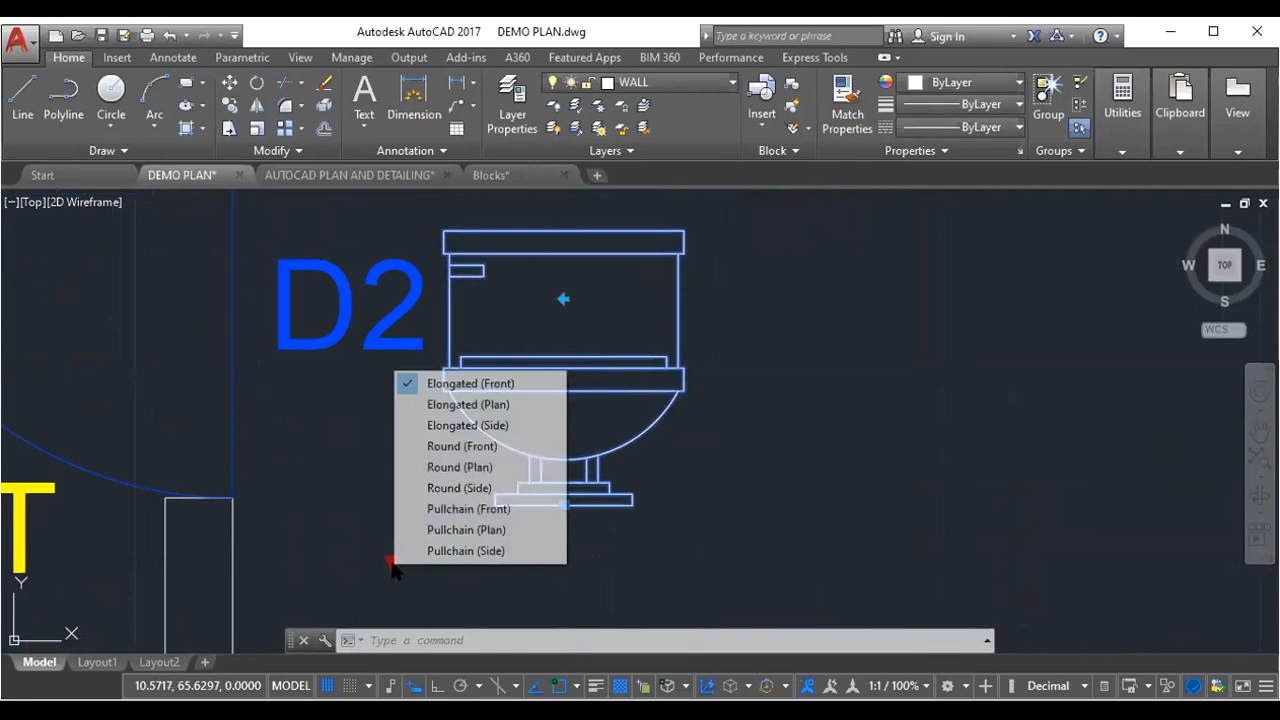 Autodesk AutoCAD 2017 DEMO PLAN.dwg
Type a keyword or phrase
Sign In
Home Insert Annotate Parametric View Manage Output Add-ins A360 Featured Apps BIM 360 Performance Express Tools
Line Polyline Circle Arc
Text Dimension
Layer Properties
WALL
Insert
Match Properties
ByLayer
ByLayer
ByLayer
Group
Utilities Clipboard View
Draw Modify Annotation Layers Block Properties Groups
Start DEMO PLAN* AUTOCAD PLAN AND DETAILING* Blocks*
[−][Top][2D Wireframe]
N
W TOP E
S
WCS
D2
Elongated (Front)
Elongated (Plan)
Elongated (Side)
Round (Front)
Round (Plan)
Round (Side)
Pullchain (Front)
Pullchain (Plan)
Pullchain (Side)
T
Y
X
Type a command
Model Layout1 Layout2
10.5717, 65.6297, 0.0000 MODEL 1:1 / 100% Decimal